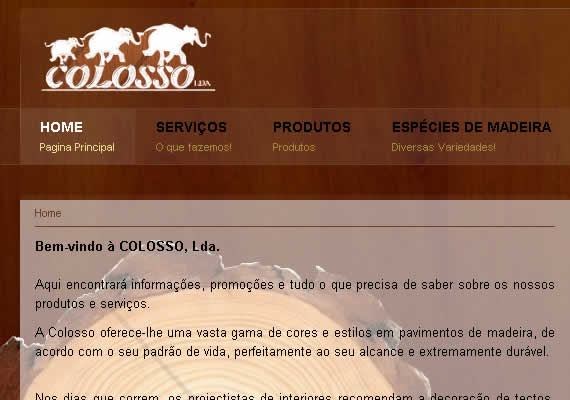 COLOSSO LDA
HOME SERVIÇOS PRODUTOS ESPÉCIES DE MADEIRA
Pagina Principal O que fazemos! Produtos Diversas Variedades!
Home
Bem-vindo à COLOSSO, Lda.
Aqui encontrará informações, promoções e tudo o que precisa de saber sobre os nossos
produtos e serviços.
A Colosso oferece-lhe uma vasta gama de cores e estilos em pavimentos de madeira, de
acordo com o seu padrão de vida, perfeitamente ao seu alcance e extremamente durável.
Nos dias que correm, os projectistas de interiores recomendam a decoração de tectos,